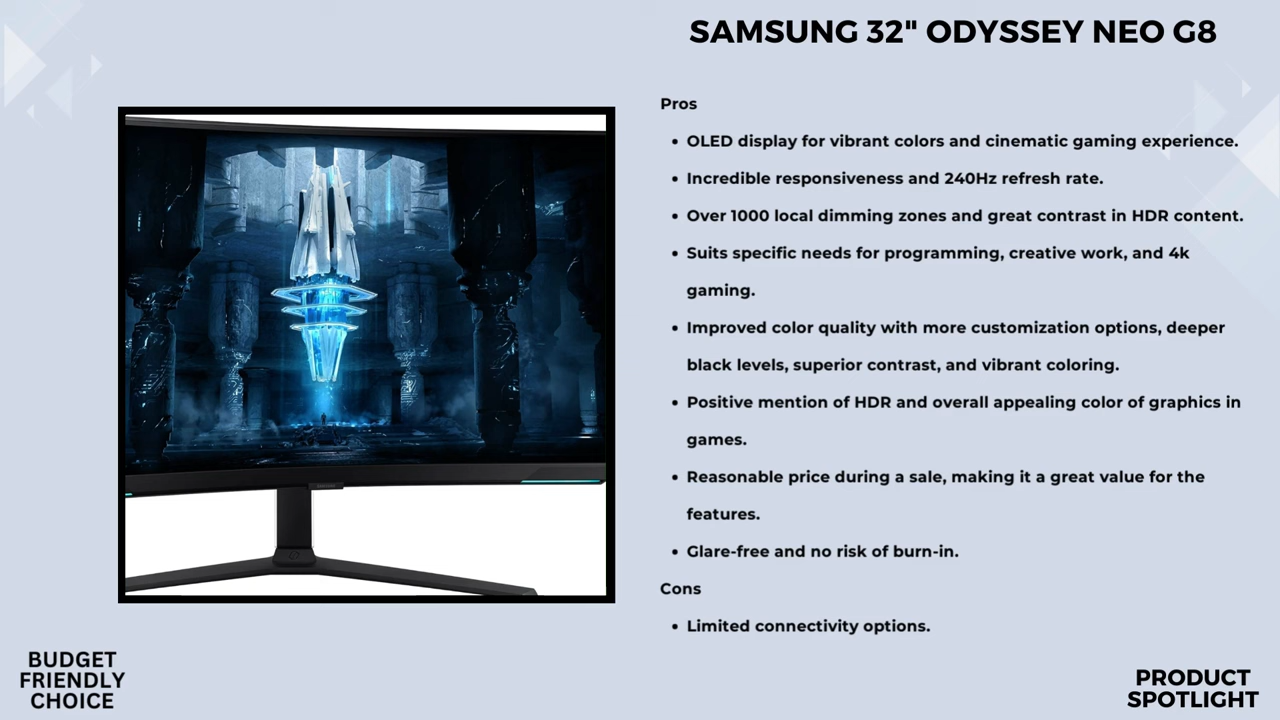 SAMSUNG 32" ODYSSEY NEO G8
Pros
• OLED display for vibrant colors and cinematic gaming experience.
• Incredible responsiveness and 240Hz refresh rate.
• Over 1000 local dimming zones and great contrast in HDR content.
• Suits specific needs for programming, creative work, and 4k
gaming.
• Improved color quality with more customization options, deeper
black levels, superior contrast, and vibrant coloring.
• Positive mention of HDR and overall appealing color of graphics in
games.
• Reasonable price during a sale, making it a great value for the
features.
• Glare-free and no risk of burn-in.
Cons
• Limited connectivity options.
BUDGET
FRIENDLY
CHOICE
PRODUCT
SPOTLIGHT